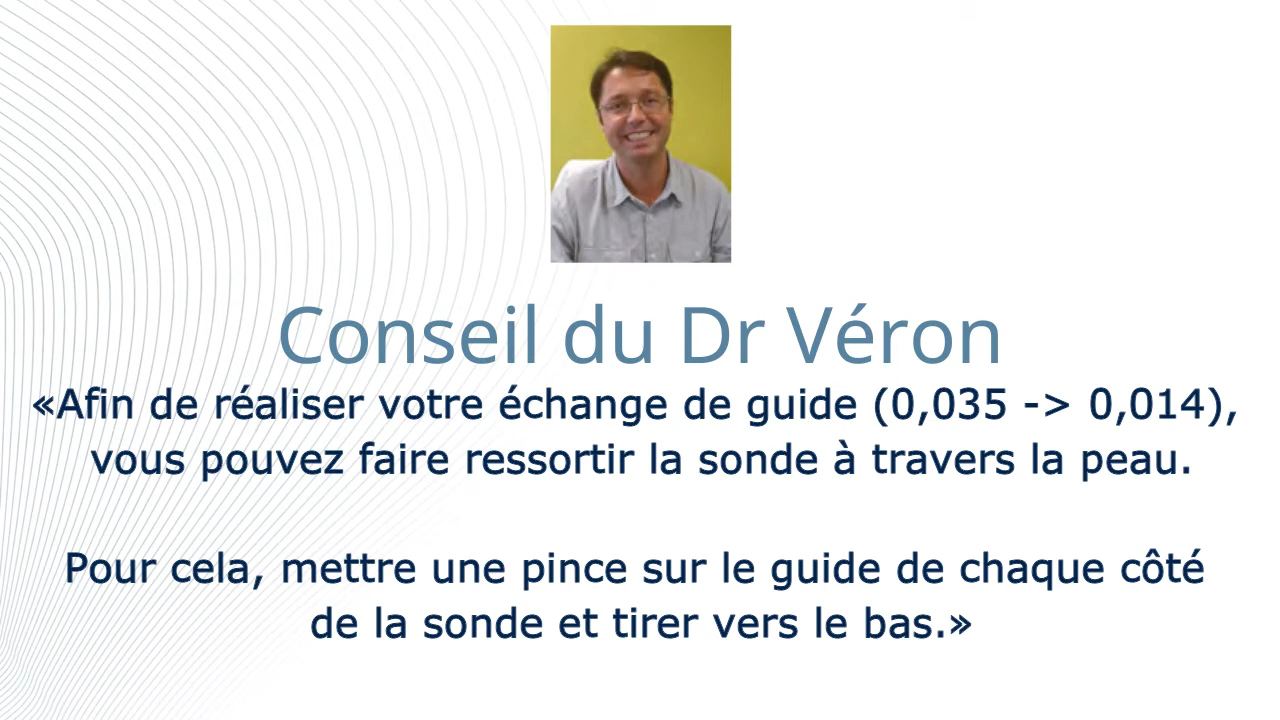 Conseil du Dr Véron
«Afin de réaliser votre échange de guide (0,035 -> 0,014),
vous pouvez faire ressortir la sonde à travers la peau.
Pour cela, mettre une pince sur le guide de chaque côté
de la sonde et tirer vers le bas.»